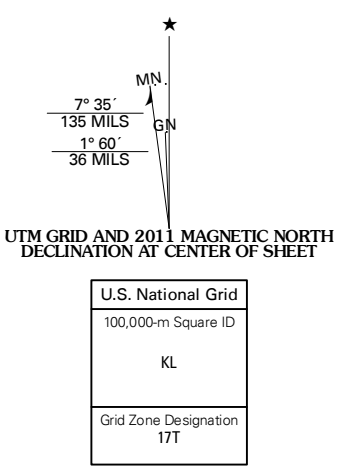 ★
MN.
7° 35´
135 MILS
GN
1° 60´
36 MILS
UTM GRID AND 2011 MAGNETIC NORTH
DECLINATION AT CENTER OF SHEET
U.S. National Grid
100,000-m Square ID
KL
Grid Zone Designation
17T